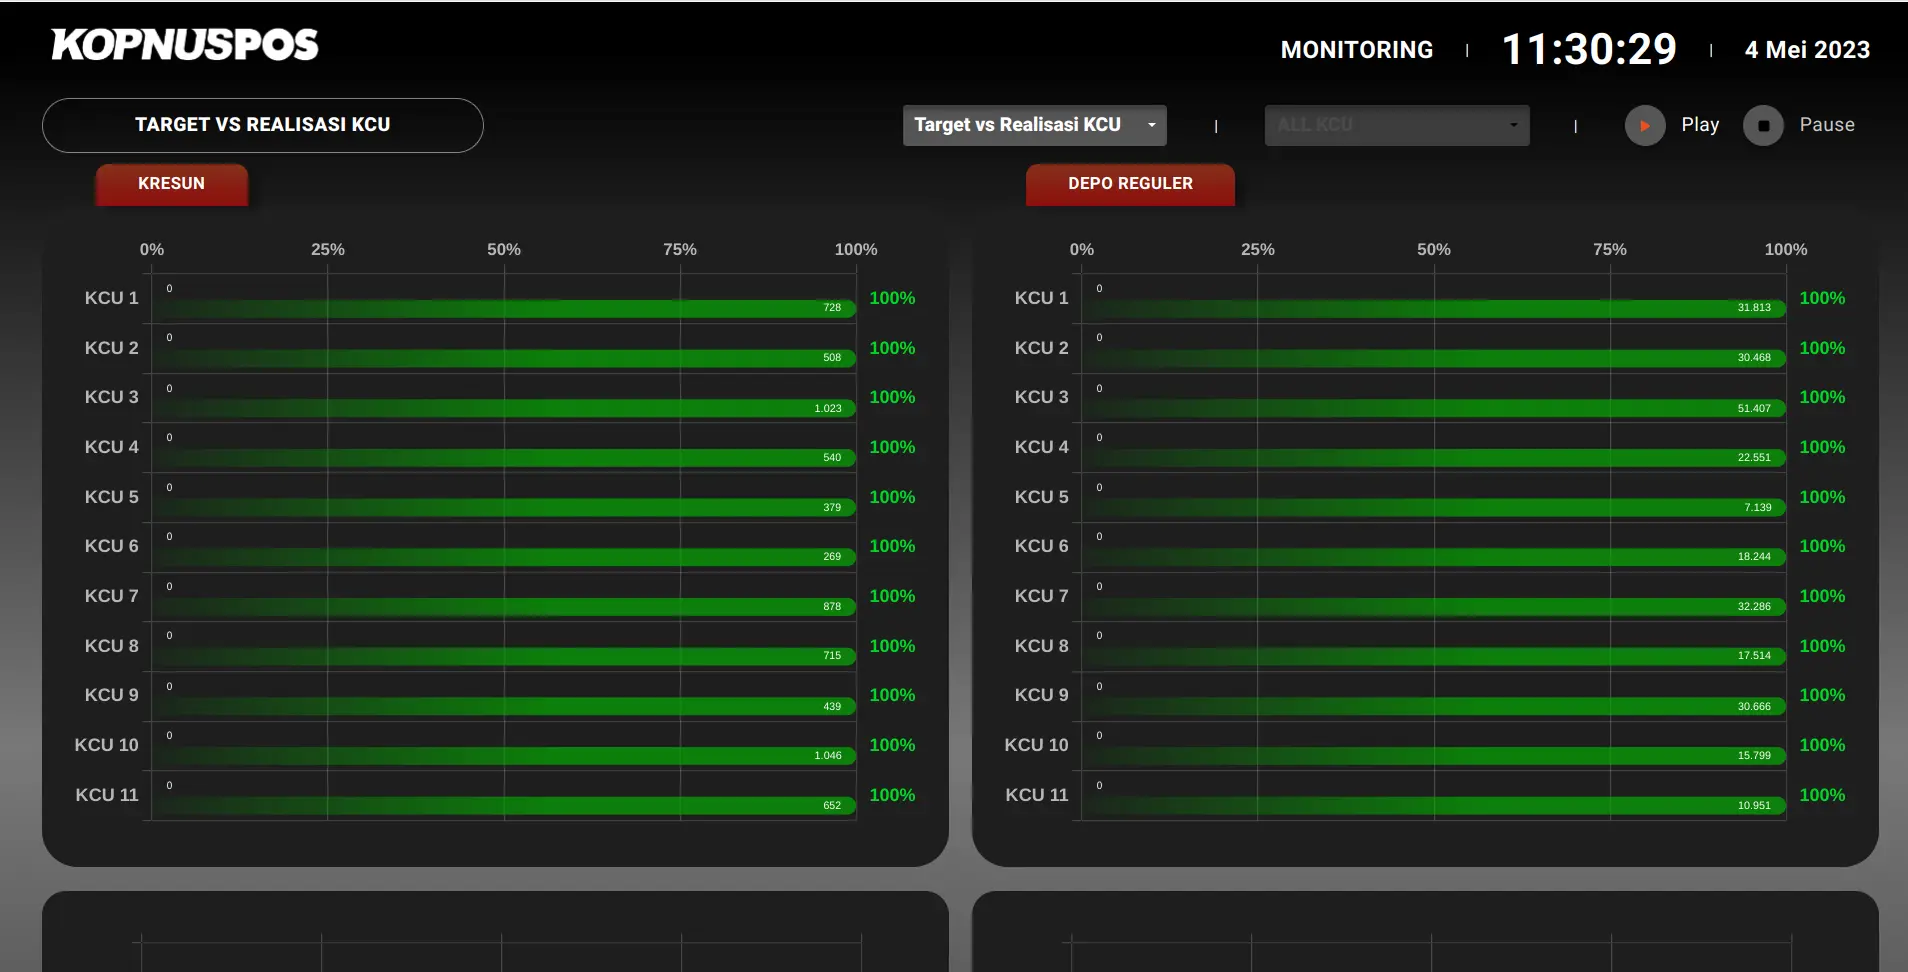 KOPNUSPOS
MONITORING | 11:30:29 | 4 Mei 2023
TARGET VS REALISASI KCU
Target vs Realisasi KCU | ALL KCU | Play Pause
KRESUN
0% 25% 50% 75% 100%
KCU 1 0 728 100%
KCU 2 0 508 100%
KCU 3 0 1.023 100%
KCU 4 0 540 100%
KCU 5 0 379 100%
KCU 6 0 269 100%
KCU 7 0 878 100%
KCU 8 0 715 100%
KCU 9 0 439 100%
KCU 10 0 1.046 100%
KCU 11 0 652 100%
DEPO REGULER
0% 25% 50% 75% 100%
KCU 1 0 31.813 100%
KCU 2 0 30.468 100%
KCU 3 0 51.407 100%
KCU 4 0 22.551 100%
KCU 5 0 7.139 100%
KCU 6 0 18.244 100%
KCU 7 0 32.286 100%
KCU 8 0 17.514 100%
KCU 9 0 30.666 100%
KCU 10 0 15.799 100%
KCU 11 0 10.951 100%